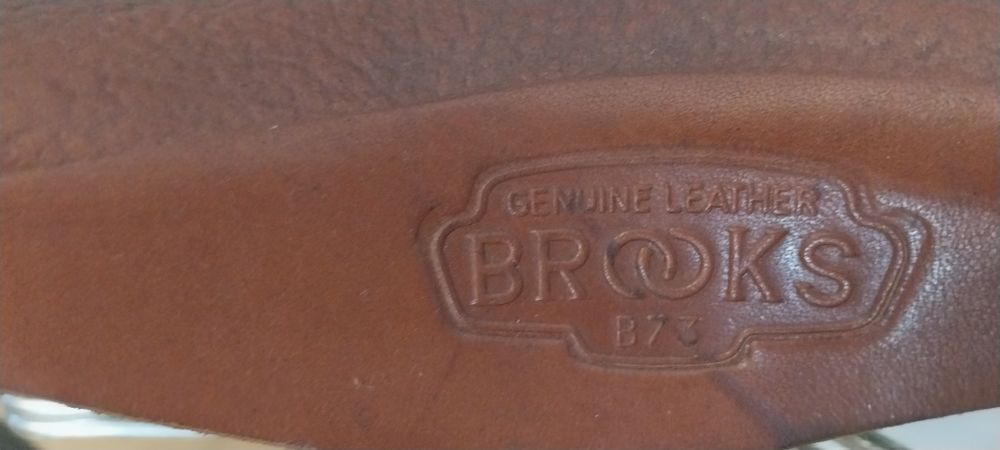 GENUINE LEATHER
BROOKS
B73